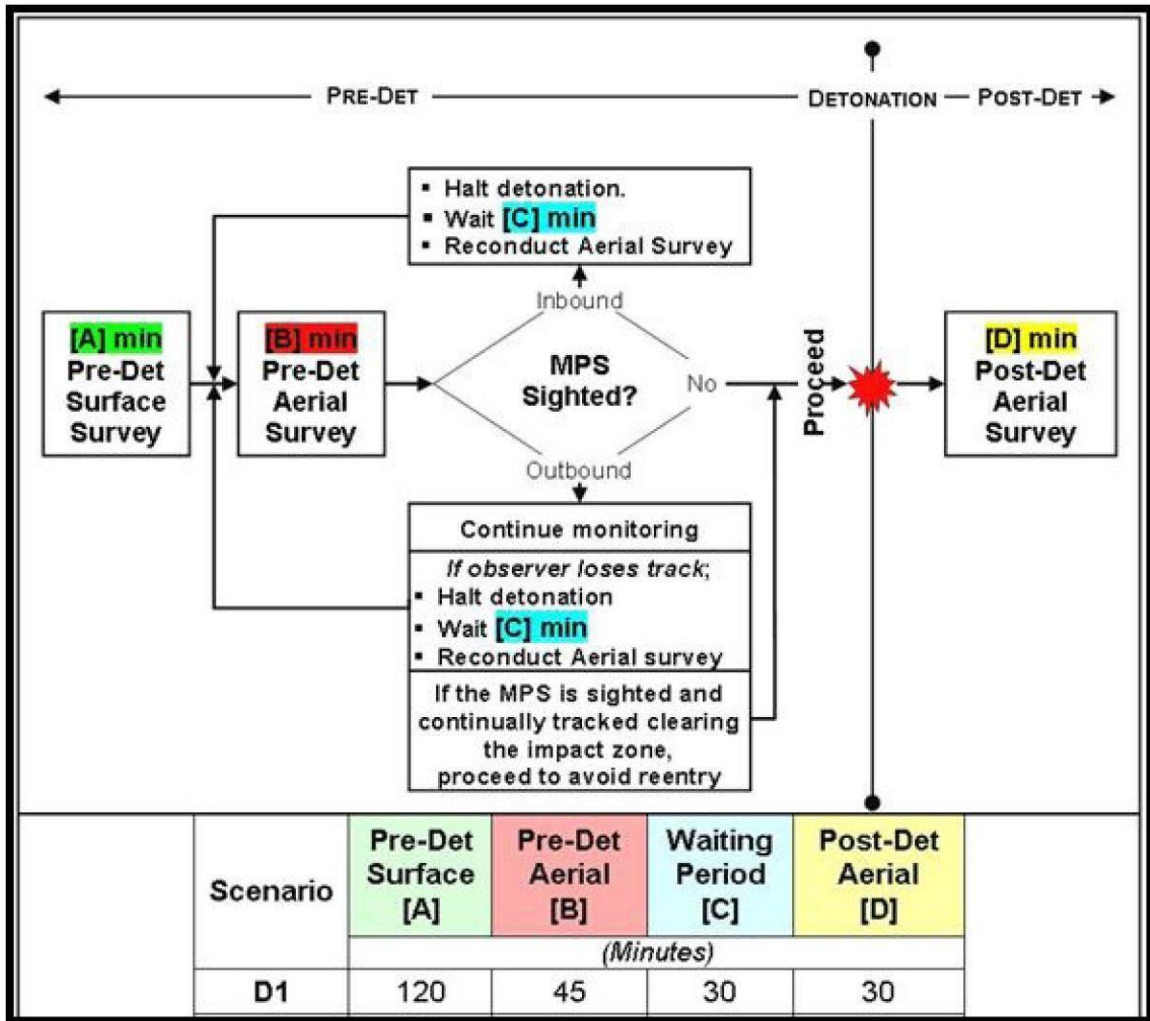 PRE-DET
DETONATION
POST-DET
▪ Halt detonation.
▪ Wait [C] min
▪ Reconduct Aerial Survey
Inbound
[A] min
Pre-Det
Surface
Survey
[B] min
Pre-Det
Aerial
Survey
MPS
Sighted?
No
Proceed
[D] min
Post-Det
Aerial
Survey
Outbound
Continue monitoring
If observer loses track;
▪ Halt detonation
▪ Wait [C] min
▪ Reconduct Aerial survey
If the MPS is sighted and
continually tracked clearing
the impact zone,
proceed to avoid reentry
Scenario
Pre-Det
Surface
[A]
Pre-Det
Aerial
[B]
Waiting
Period
[C]
Post-Det
Aerial
[D]
(Minutes)
D1 120 45 30 30